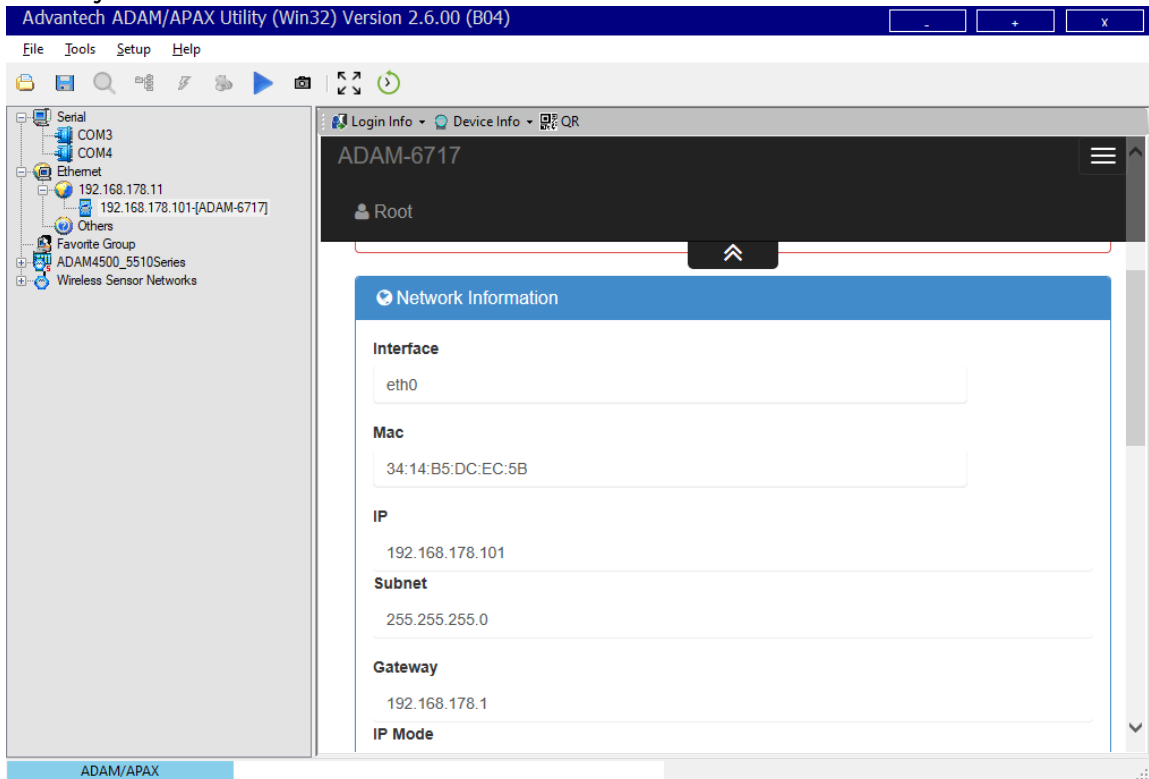 Advantech ADAM/APAX Utility (Win32) Version 2.6.00 (B04)
- + x
File Tools Setup Help
Serial
COM3
COM4
Ethernet
192.168.178.11
192.168.178.101-[ADAM-6717]
Others
Favorite Group
ADAM4500_5510Series
Wireless Sensor Networks
Login Info Device Info QR
ADAM-6717
Root
Network Information
Interface
eth0
Mac
34:14:B5:DC:EC:5B
IP
192.168.178.101
Subnet
255.255.255.0
Gateway
192.168.178.1
IP Mode
ADAM/APAX